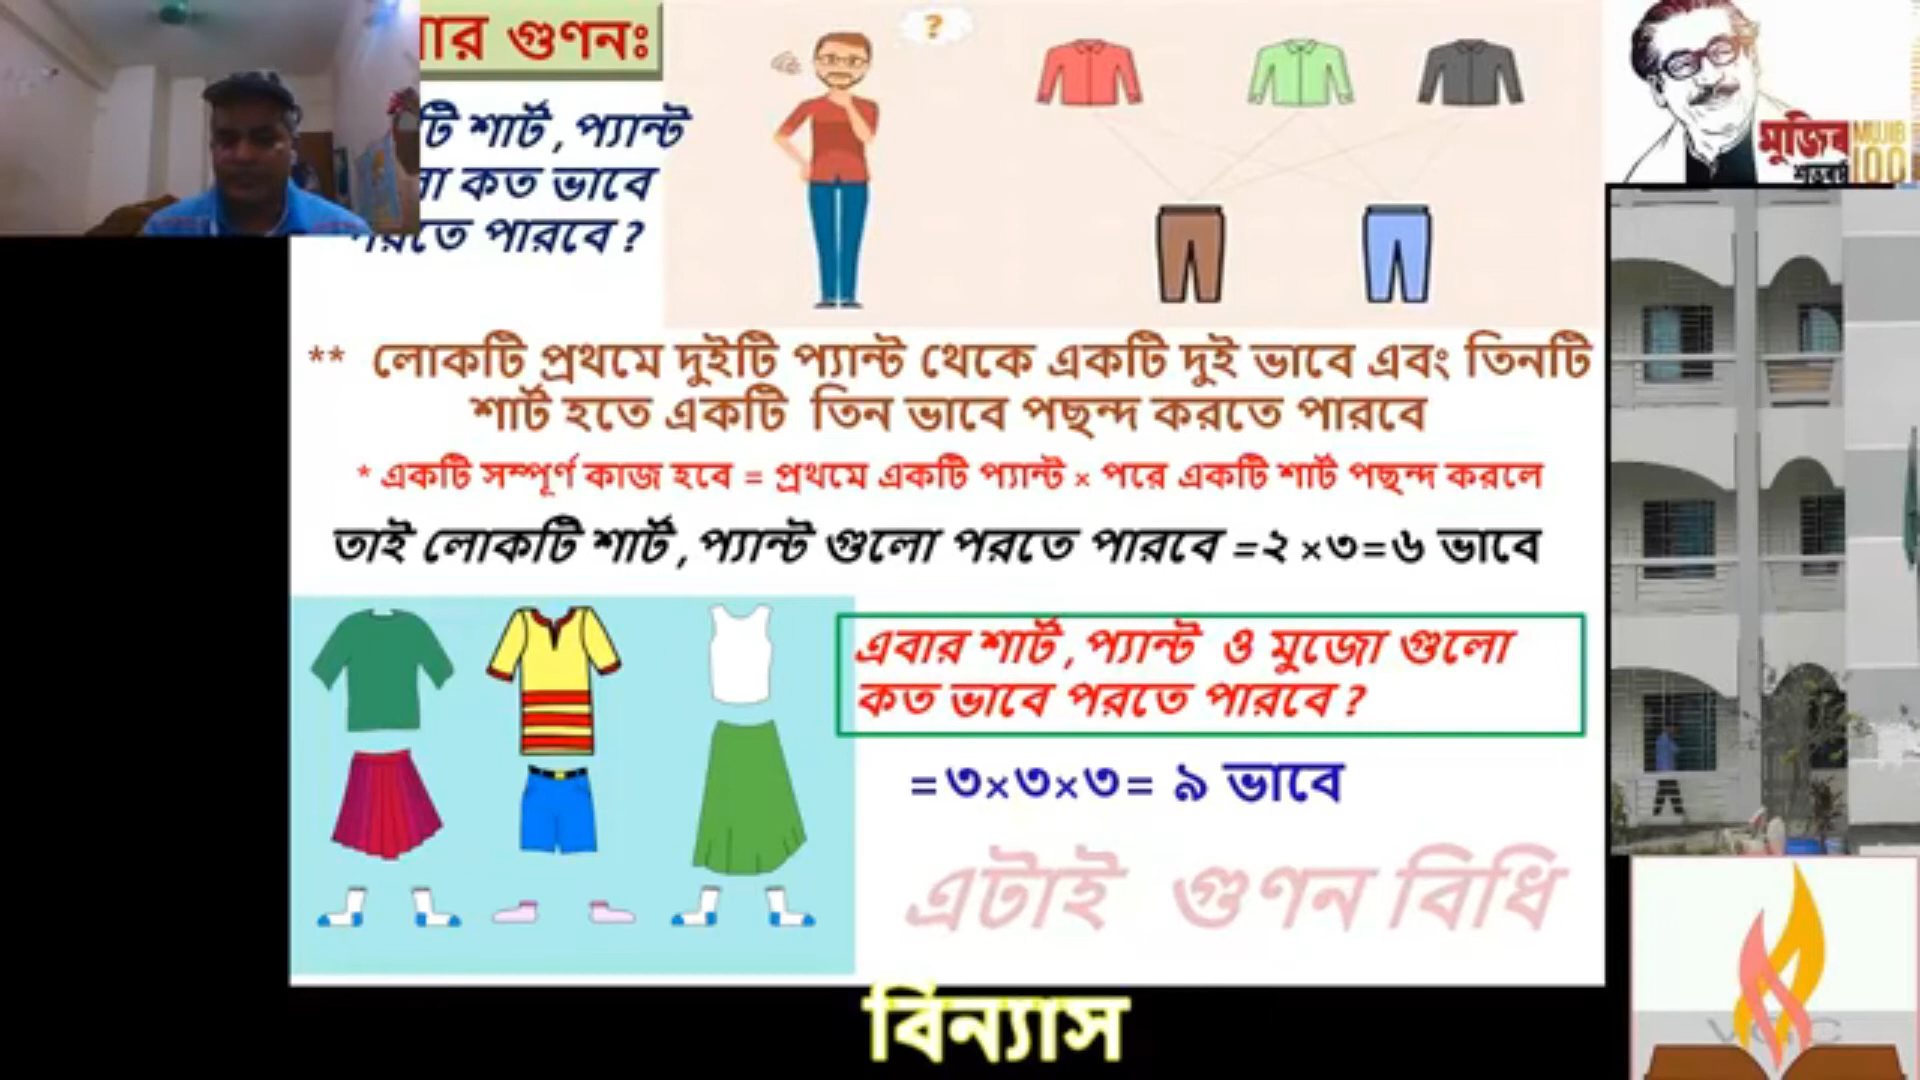 গুণনঃ
?
টি শার্ট , প্যান্ট
কত ভাবে
পরতে পারবে ?
** লোকটি প্রথমে দুইটি প্যান্ট থেকে একটি দুই ভাবে এবং তিনটি
শার্ট হতে একটি তিন ভাবে পছন্দ করতে পারবে
* একটি সম্পূর্ণ কাজ হবে = প্রথমে একটি প্যান্ট × পরে একটি শার্ট পছন্দ করলে
তাই লোকটি শার্ট , প্যান্ট গুলো পরতে পারবে =২ ×৩=৬ ভাবে
এবার শার্ট , প্যান্ট ও মুজো গুলো
কত ভাবে পরতে পারবে ?
=৩×৩×৩= ৯ ভাবে
এটাই গুণন বিধি
বিন্যাস
মুজিব
MUJIB
100